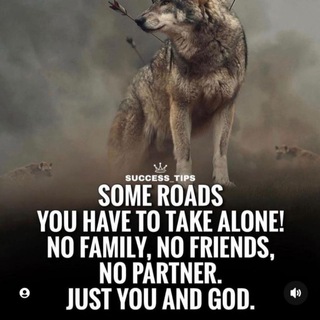 SUCCESS_TIPS
SOME ROADS
YOU HAVE TO TAKE ALONE!
NO FAMILY, NO FRIENDS,
NO PARTNER.
JUST YOU AND GOD.